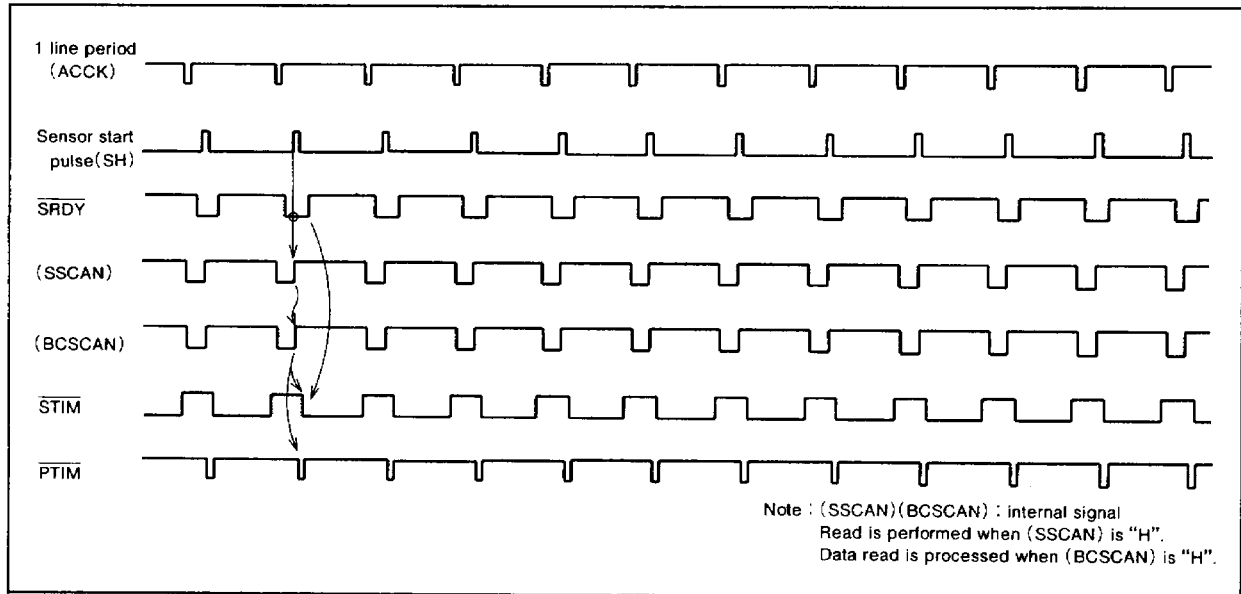 1 line period
(ACCK)
Sensor start
pulse(SH)
SRDY
(SSCAN)
(BCSCAN)
STIM
PTIM
Note : (SSCAN)(BCSCAN) : internal signal
Read is performed when (SSCAN) is “H”.
Data read is processed when (BCSCAN) is “H”.